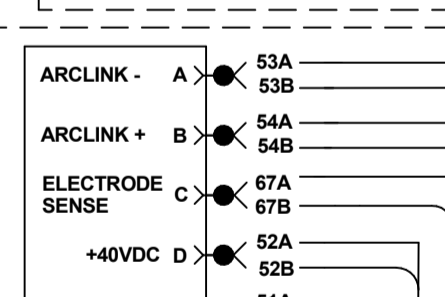 ARCLINK - A 53A
53B
ARCLINK + B 54A
54B
ELECTRODE SENSE C 67A
67B
+40VDC D 52A
52B